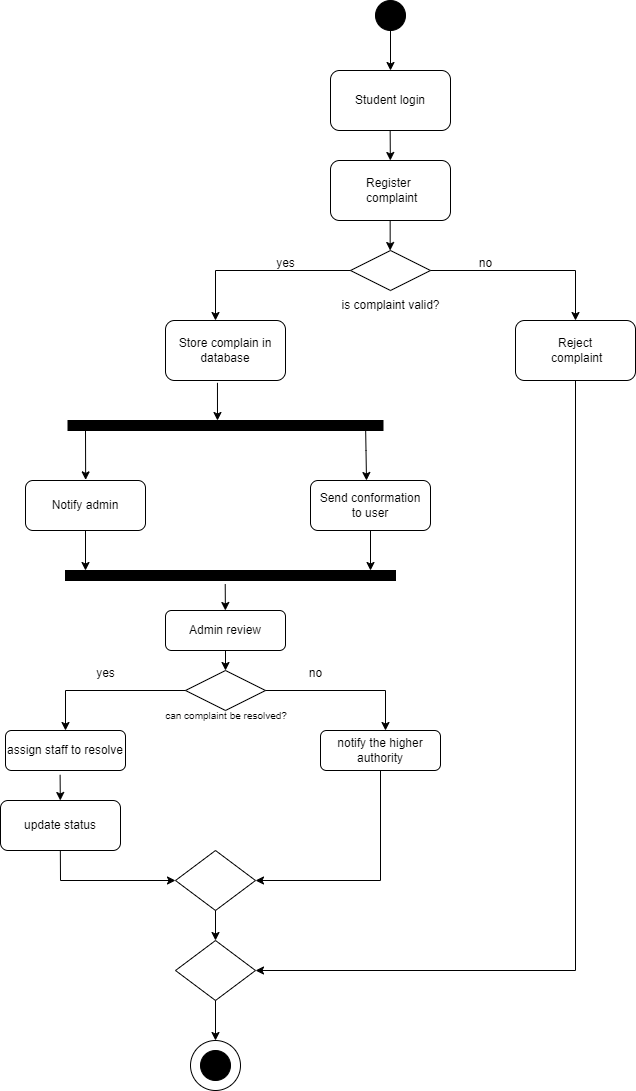 Student login
Register
complaint
yes
no
is complaint valid?
Store complain in
database
Reject
complaint
Notify admin
Send conformation
to user
Admin review
yes
no
can complaint be resolved?
assign staff to resolve
notify the higher
authority
update status